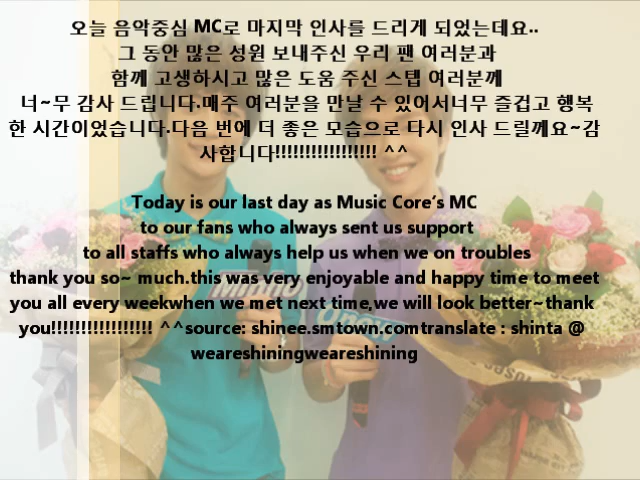 오늘 음악중심 MC로 마지막 인사를 드리게 되었는데요..
그 동안 많은 성원 보내주신 우리 팬 여러분과
함께 고생하시고 많은 도움 주신 스텝 여러분께
너~무 감사 드립니다.매주 여러분을 만날 수 있어서너무 즐겁고 행복
한 시간이었습니다.다음 번에 더 좋은 모습으로 다시 인사 드릴께요~감
사합니다!!!!!!!!!!!!!!!!! ^^
Today is our last day as Music Core’s MC
to our fans who always sent us support
to all staffs who always help us when we on troubles
thank you so~ much.this was very enjoyable and happy time to meet
you all every weekwhen we met next time,we will look better~thank
you!!!!!!!!!!!!!!!!! ^^source: shinee.smtown.comtranslate : shinta @
weareshiningweareshining